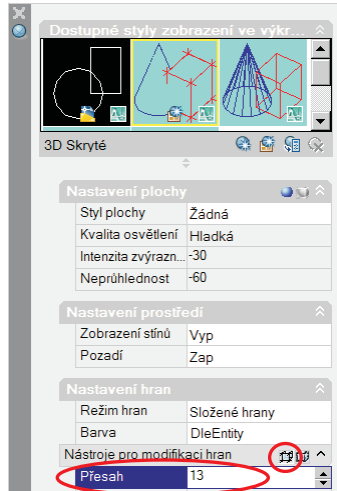 Dostupné styly zobrazení ve výkr...
3D Skryté
Nastavení plochy
Styl plochy Žádná
Kvalita osvětlení Hladká
Intenzita zvýrazn... -30
Neprůhlednost -60
Nastavení prostředí
Zobrazení stínů Vyp
Pozadí Zap
Nastavení hran
Režim hran Složené hrany
Barva DleEntity
Nástroje pro modifikaci hran
Přesah 13